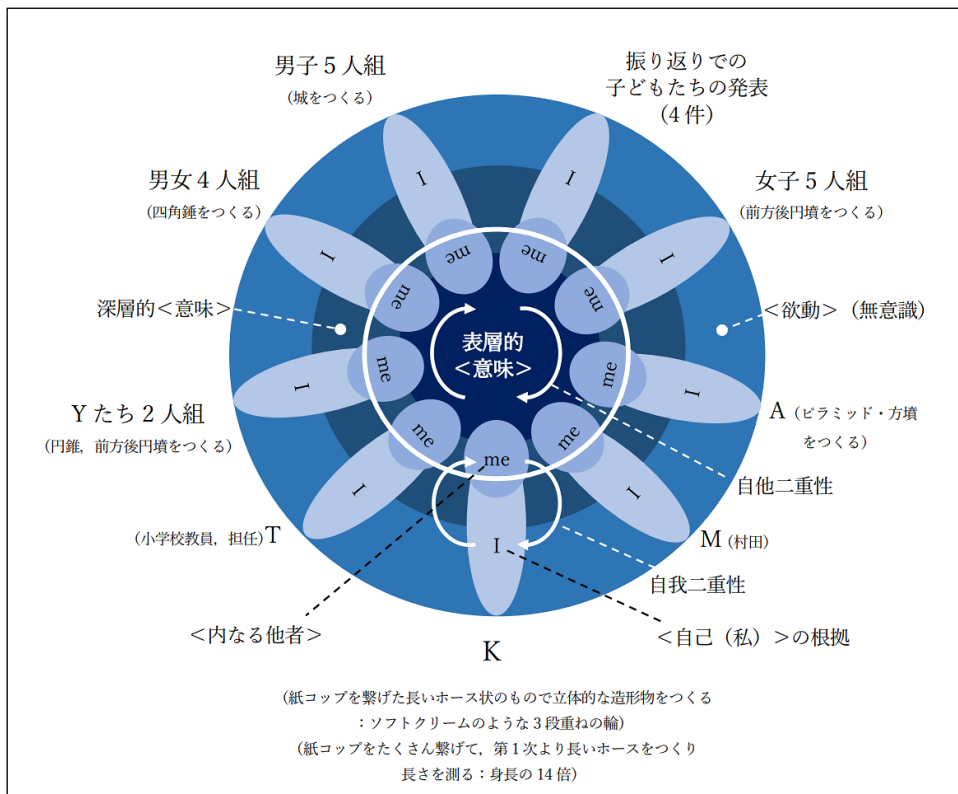 男子５人組
（城をつくる）
振り返りでの
子どもたちの発表
（4 件）
男女４人組
（四角錐をつくる）
女子５人組
（前方後円墳をつくる）
I
I
I
I
me
me
me
me
深層的＜意味＞
＜欲動＞（無意識）
表層的
＜意味＞
I
me
me
I
Y たち 2 人組
（円錐，前方後円墳をつくる）
A（ピラミッド・方墳
をつくる）
me
me
me
自他二重性
I
I
（小学校教員，担任）T
M（村田）
I
自我二重性
＜内なる他者＞
＜自己（私）＞の根拠
K
（紙コップを繋げた長いホース状のもので立体的な造形物をつくる
：ソフトクリームのような 3 段重ねの輪）
（紙コップをたくさん繋げて，第 1 次より長いホースをつくり
長さを測る：身長の 14 倍）